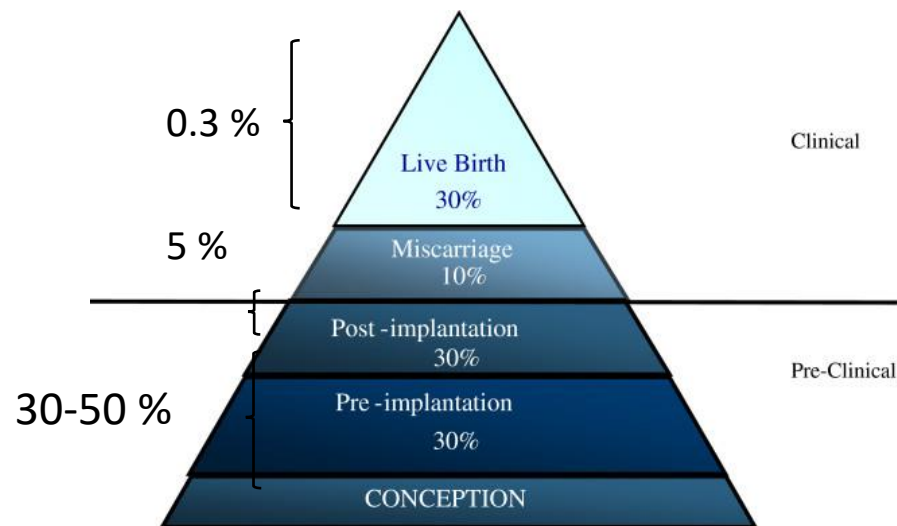 0.3 %
Clinical
Live Birth
30%
5 %
Miscarriage
10%
Post -implantation
30%
Pre-Clinical
30-50 %
Pre -implantation
30%
CONCEPTION